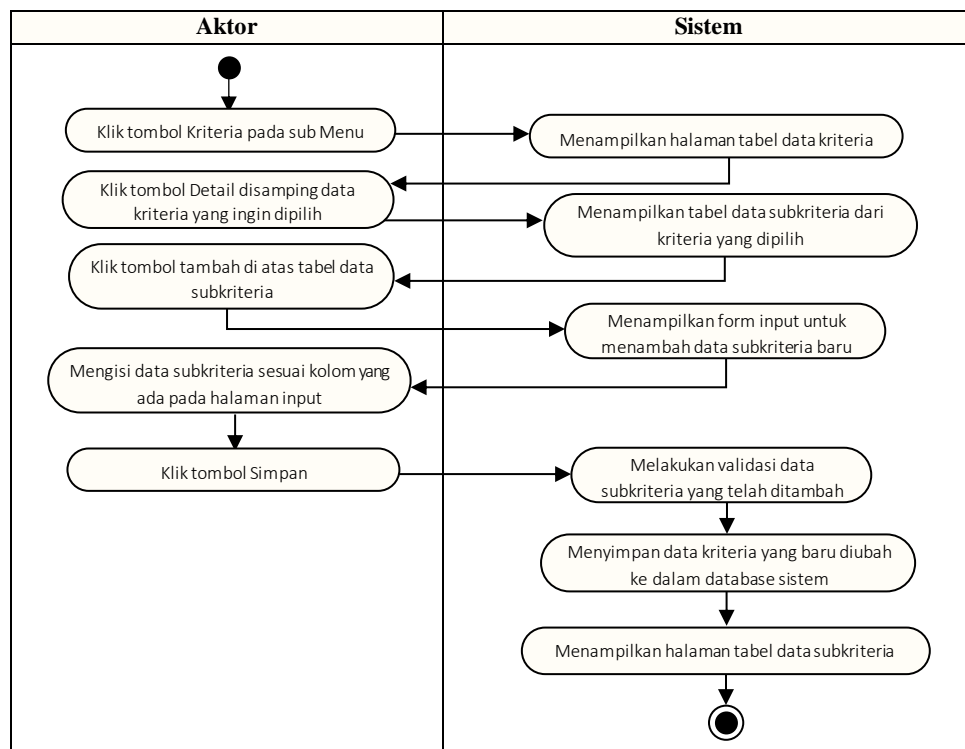 Aktor
Sistem
Klik tombol Kriteria pada sub Menu
Menampilkan halaman tabel data kriteria
Klik tombol Detail disamping data
kriteria yang ingin dipilih
Menampilkan tabel data subkriteria dari
kriteria yang dipilih
Klik tombol tambah di atas tabel data
subkriteria
Menampilkan form input untuk
menambah data subkriteria baru
Mengisi data subkriteria sesuai kolom yang
ada pada halaman input
Klik tombol Simpan
Melakukan validasi data
subkriteria yang telah ditambah
Menyimpan data kriteria yang baru diubah
ke dalam database sistem
Menampilkan halaman tabel data subkriteria